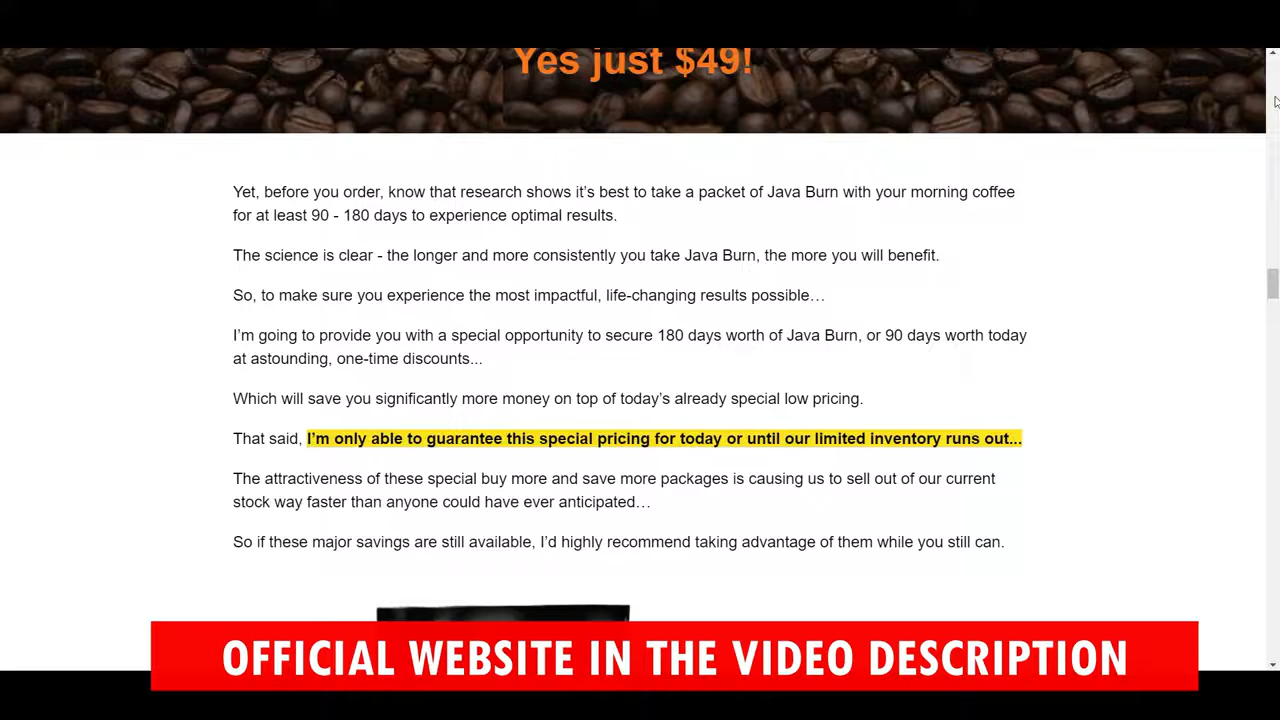 Yes just $49!
Yet, before you order, know that research shows it’s best to take a packet of Java Burn with your morning coffee
for at least 90 - 180 days to experience optimal results.
The science is clear - the longer and more consistently you take Java Burn, the more you will benefit.
So, to make sure you experience the most impactful, life-changing results possible…
I’m going to provide you with a special opportunity to secure 180 days worth of Java Burn, or 90 days worth today
at astounding, one-time discounts...
Which will save you significantly more money on top of today’s already special low pricing.
That said, I’m only able to guarantee this special pricing for today or until our limited inventory runs out...
The attractiveness of these special buy more and save more packages is causing us to sell out of our current
stock way faster than anyone could have ever anticipated…
So if these major savings are still available, I’d highly recommend taking advantage of them while you still can.
OFFICIAL WEBSITE IN THE VIDEO DESCRIPTION